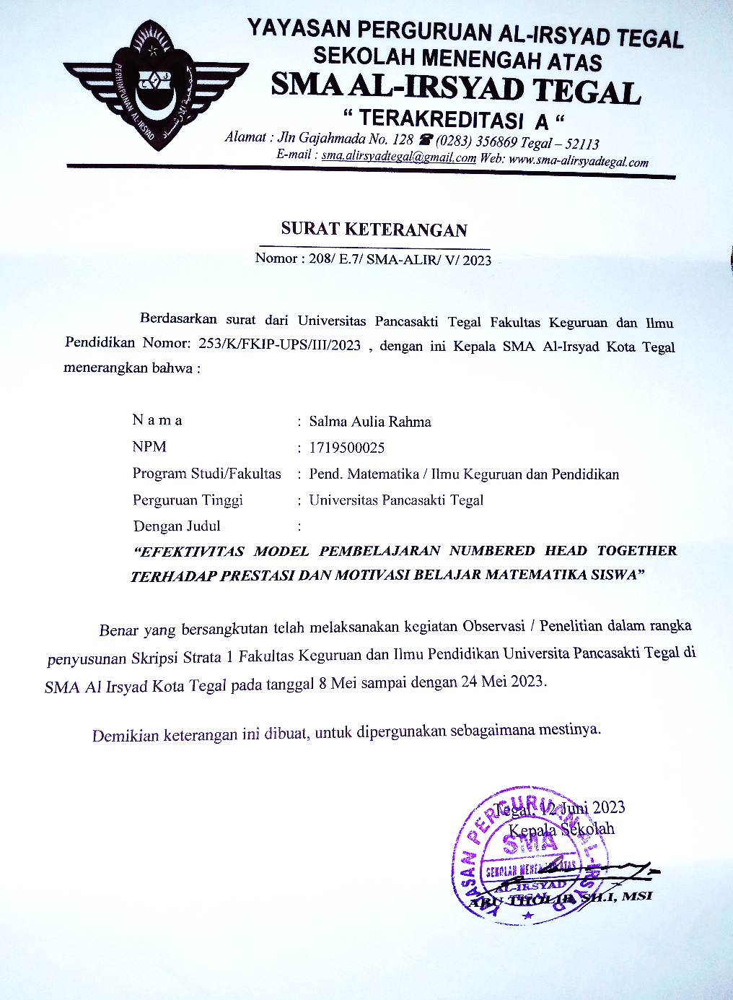 YAYASAN PERGURUAN AL-IRSYAD TEGAL
SEKOLAH MENENGAH ATAS
SMA AL-IRSYAD TEGAL
“ TERAKREDITASI A “
Alamat : Jln Gajahmada No. 128 ☎ (0283) 356869 Tegal – 52113
E-mail : sma.alirsyadtegal@gmail.com Web: www.sma-alirsyadtegal.com
PERHIMPUNAN AL-IRSYAD
SURAT KETERANGAN
Nomor : 208/ E.7/ SMA-ALIR/ V/ 2023
Berdasarkan surat dari Universitas Pancasakti Tegal Fakultas Keguruan dan Ilmu
Pendidikan Nomor: 253/K/FKIP-UPS/III/2023 , dengan ini Kepala SMA Al-Irsyad Kota Tegal
menerangkan bahwa :
N a m a : Salma Aulia Rahma
NPM : 1719500025
Program Studi/Fakultas : Pend. Matematika / Ilmu Keguruan dan Pendidikan
Perguruan Tinggi : Universitas Pancasakti Tegal
Dengan Judul :
“EFEKTIVITAS MODEL PEMBELAJARAN NUMBERED HEAD TOGETHER
TERHADAP PRESTASI DAN MOTIVASI BELAJAR MATEMATIKA SISWA”
Benar yang bersangkutan telah melaksanakan kegiatan Observasi / Penelitian dalam rangka
penyusunan Skripsi Strata 1 Fakultas Keguruan dan Ilmu Pendidikan Universita Pancasakti Tegal di
SMA Al Irsyad Kota Tegal pada tanggal 8 Mei sampai dengan 24 Mei 2023.
Demikian keterangan ini dibuat, untuk dipergunakan sebagaimana mestinya.
Tegal, 12 Juni 2023
Kepala Sekolah
YAYASAN PERGURUAN AL-IRSYAD
SMA
SEKOLAH MENENGAH ATAS
AL-IRSYAD
TEGAL
ABU THOLIB, SH.I, MSI